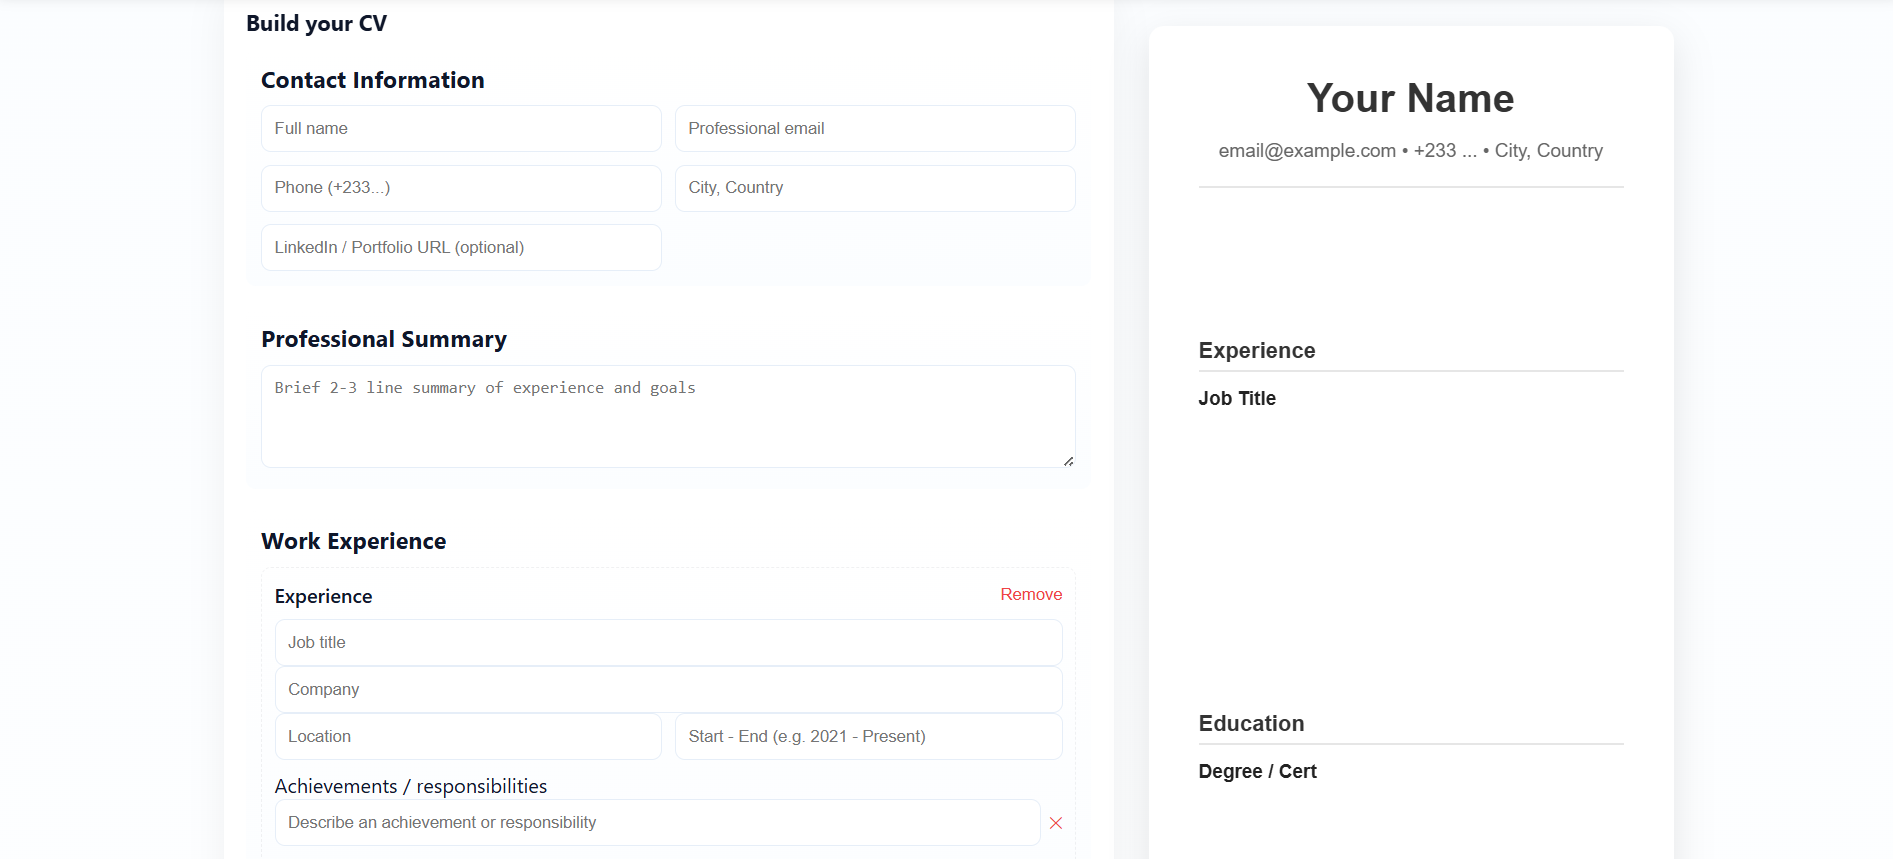 Build your CV
Contact Information
Full name
Professional email
Phone (+233...)
City, Country
LinkedIn / Portfolio URL (optional)
Professional Summary
Brief 2-3 line summary of experience and goals
Work Experience
Experience
Remove
Job title
Company
Location
Start - End (e.g. 2021 - Present)
Achievements / responsibilities
Describe an achievement or responsibility
Your Name
email@example.com • +233 ... • City, Country
Experience
Job Title
Education
Degree / Cert